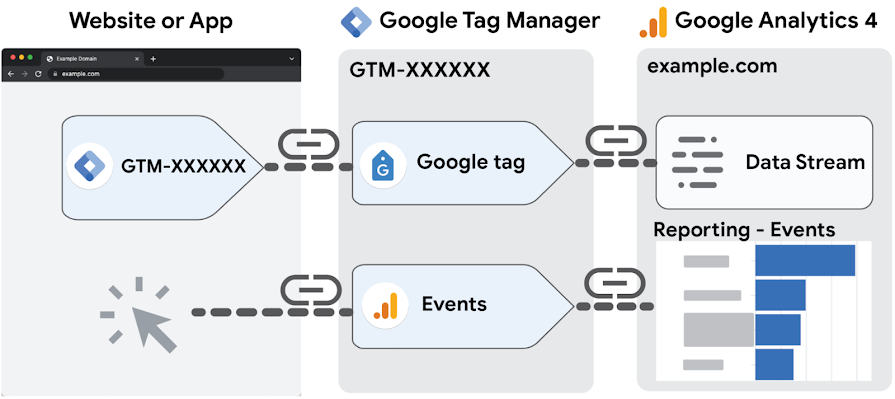 Website or App
Google Tag Manager
Google Analytics 4
Example Domain
example.com
GTM-XXXXXX
example.com
GTM-XXXXXX
Google tag
G
Data Stream
Reporting - Events
Events